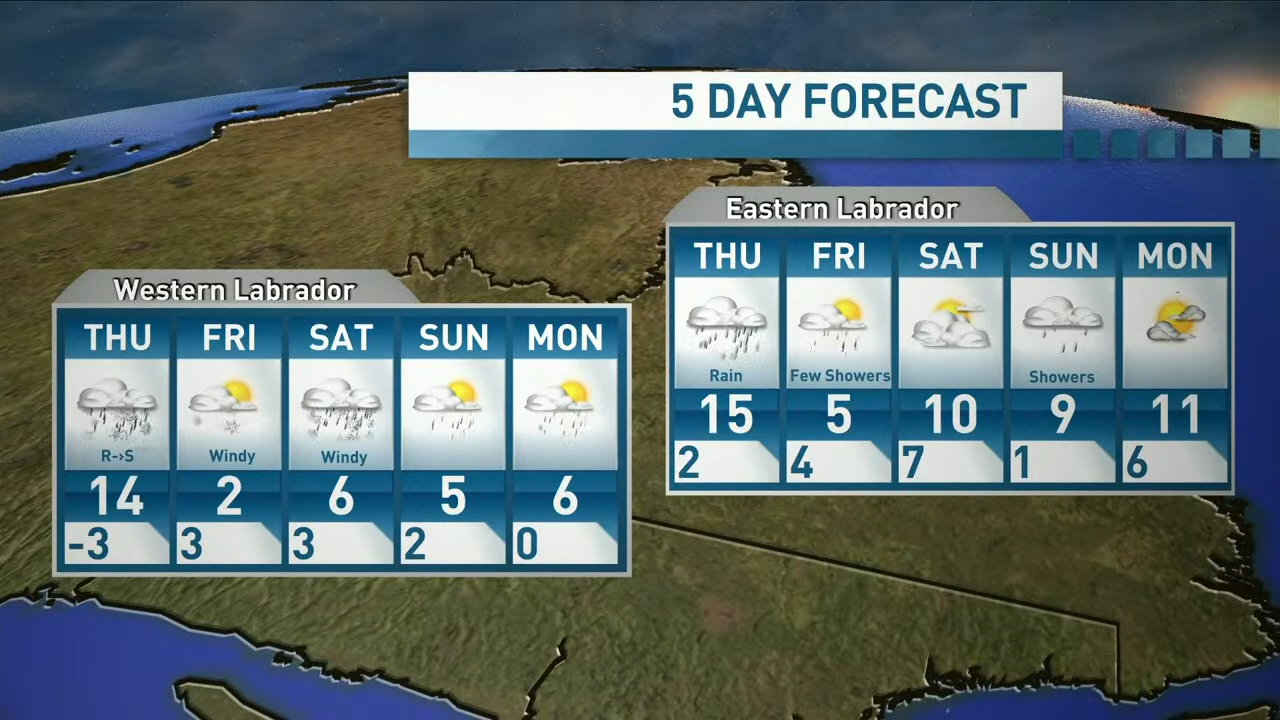 5 DAY FORECAST
Eastern Labrador
THU FRI SAT SUN MON
Rain Few Showers Showers
15 5 10 9 11
2 4 7 1 6
Western Labrador
THU FRI SAT SUN MON
R->S Windy Windy
14 2 6 5 6
-3 3 3 2 0